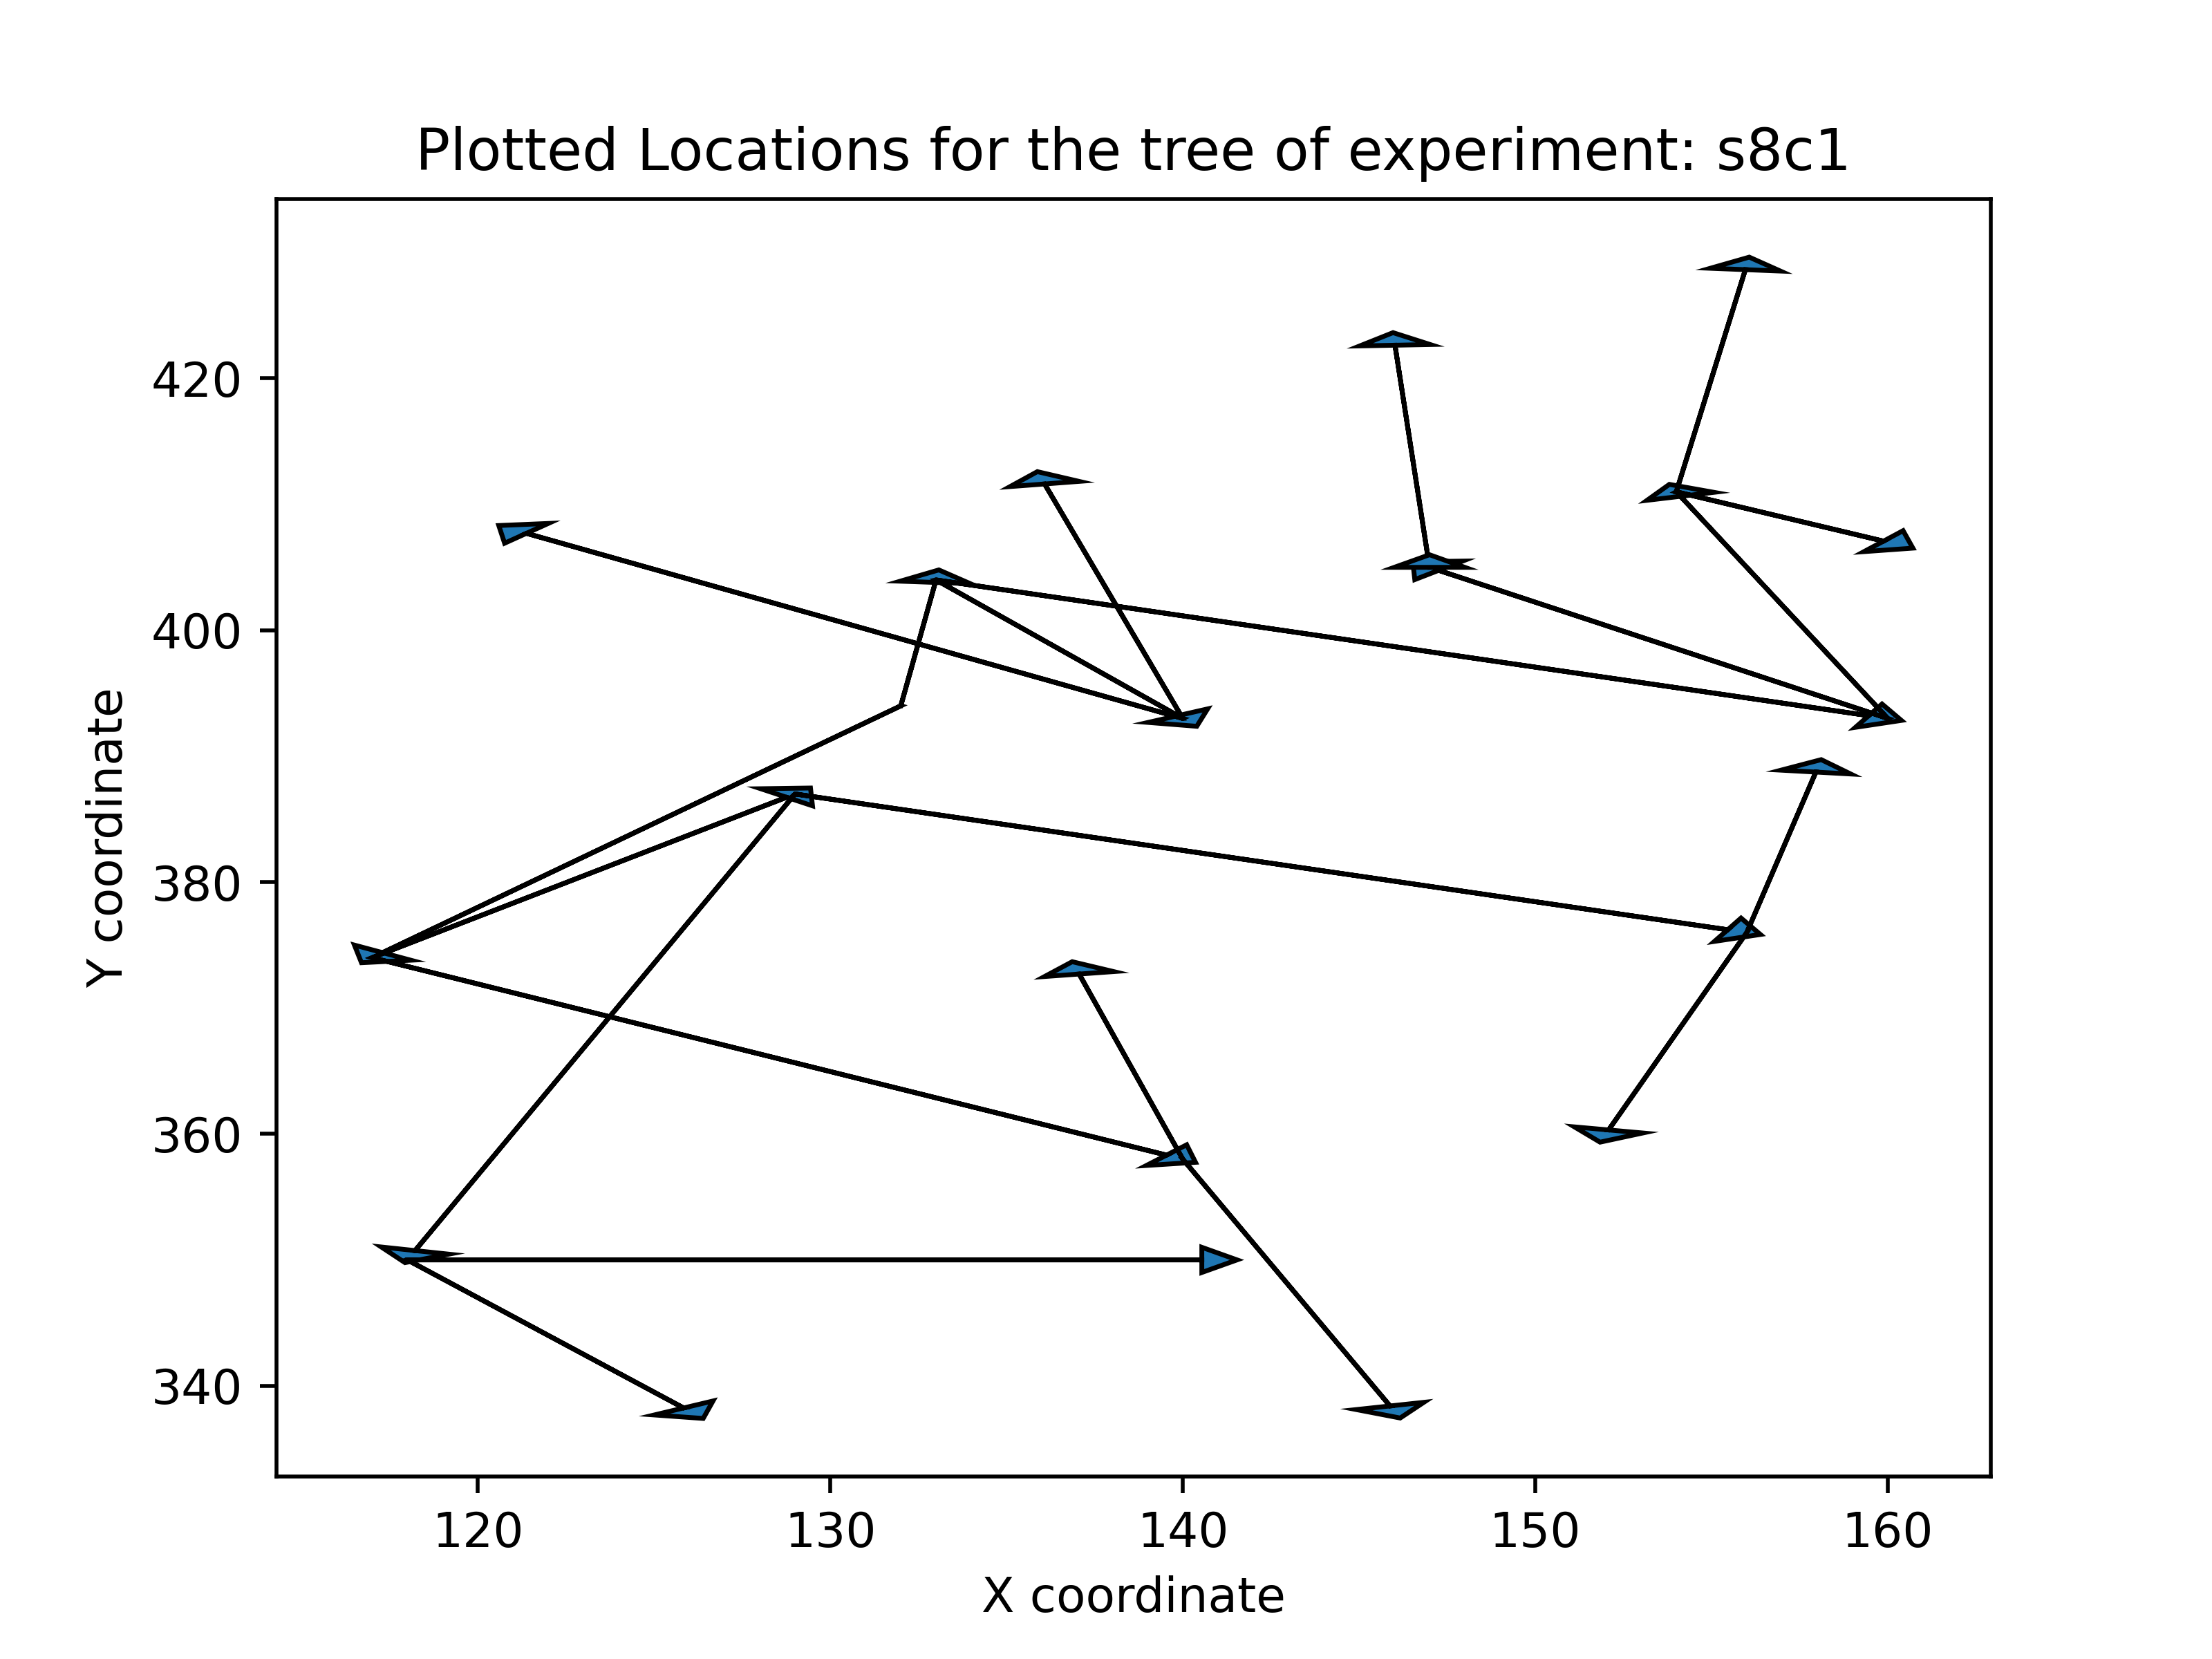 Plotted Locations for the tree of experiment: s8c1
420
400
380
360
340
Y coordinate
120 130 140 150 160
X coordinate